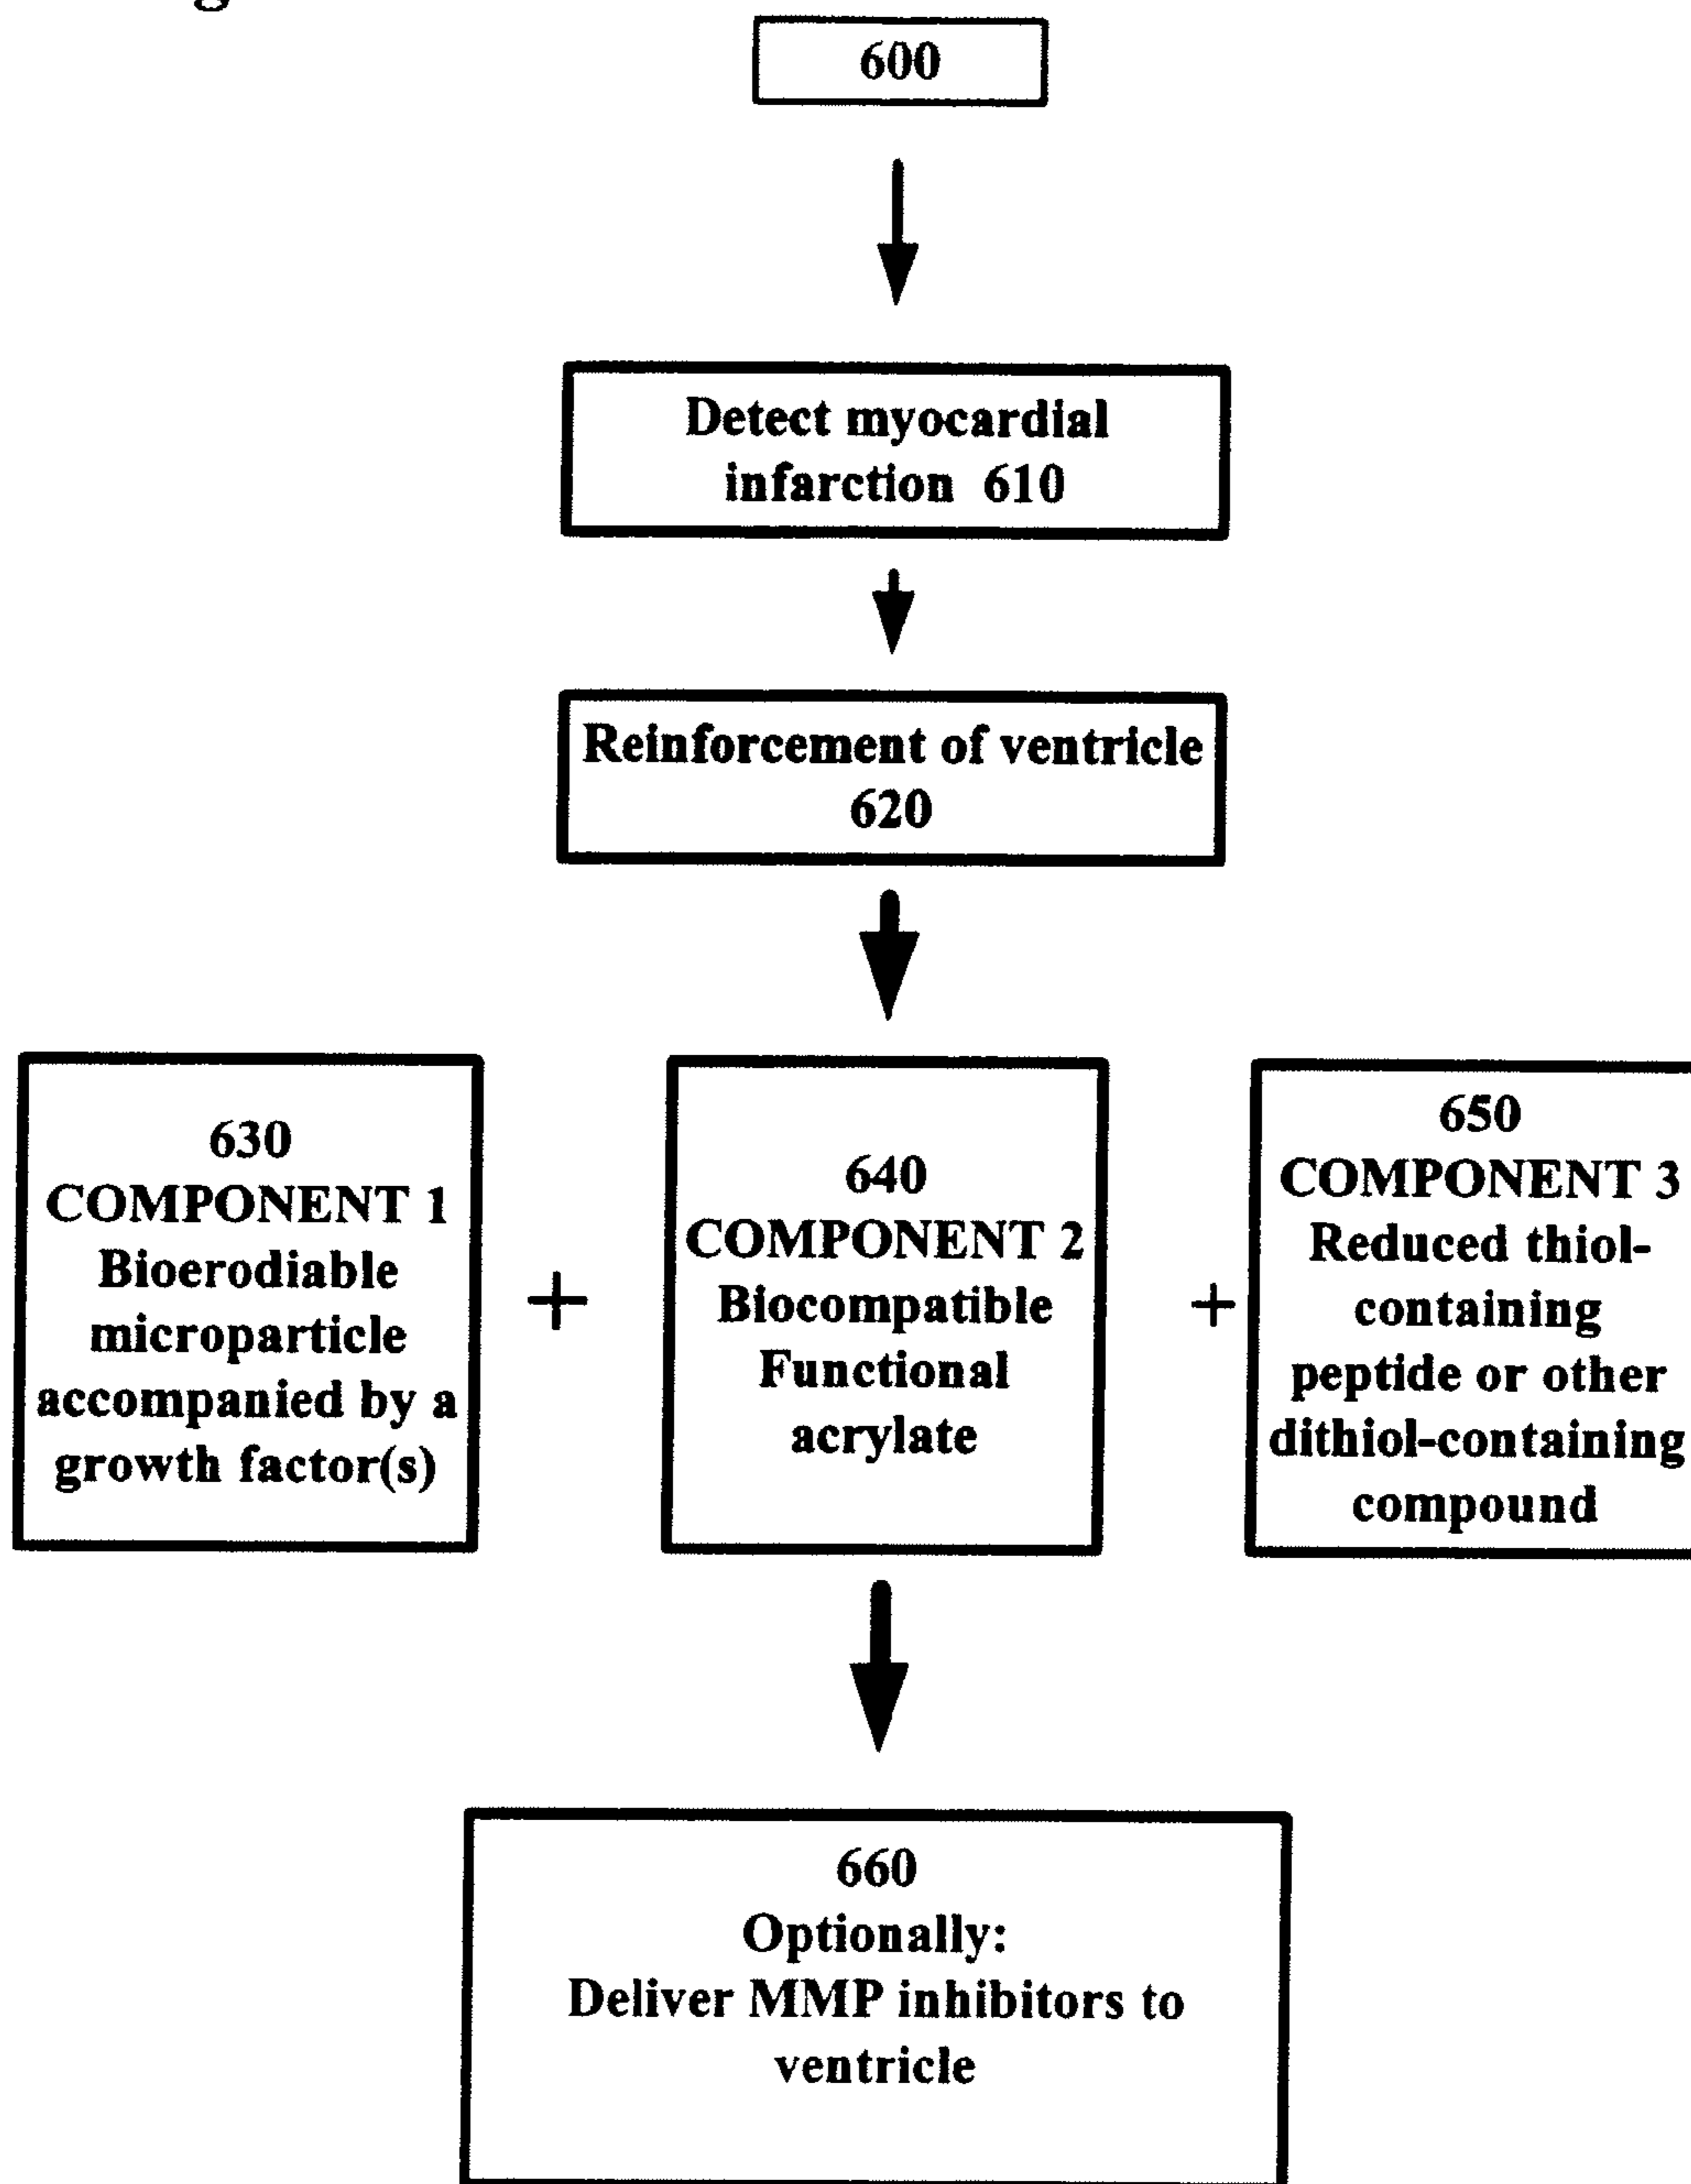 600
Detect myocardial
infarction 610
Reinforcement of ventricle
620
630
COMPONENT 1
Bioerodiable
microparticle
accompanied by a
growth factor(s)
+
640
COMPONENT 2
Biocompatible
Functional
acrylate
+
650
COMPONENT 3
Reduced thiol-
containing
peptide or other
dithiol-containing
compound
660
Optionally:
Deliver MMP inhibitors to
ventricle